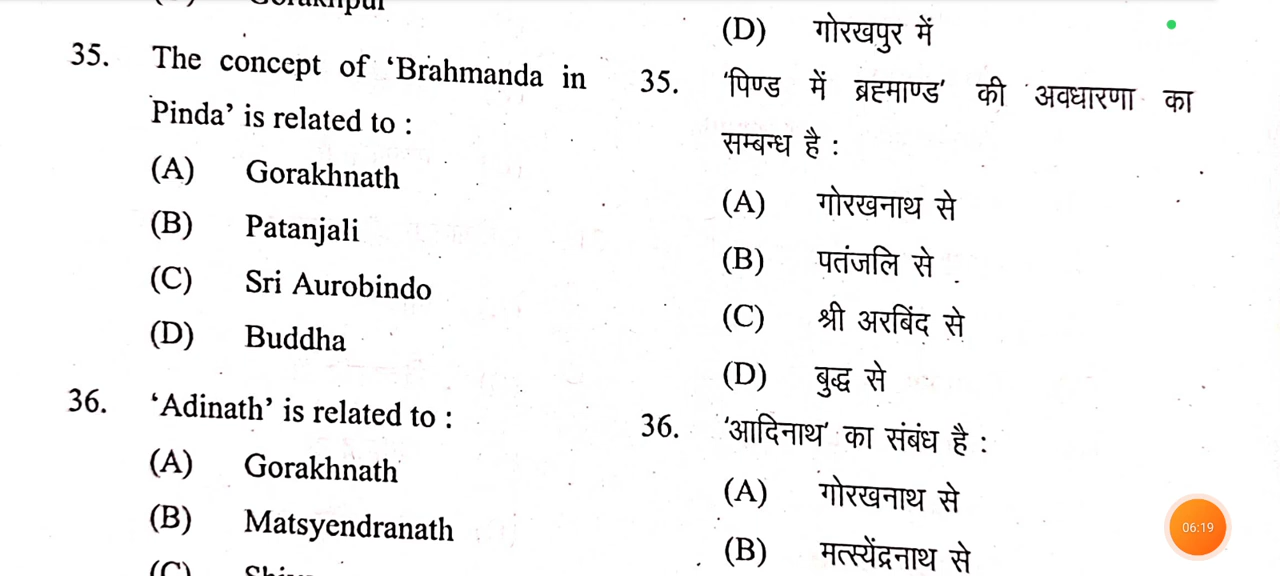 35. The concept of ‘Brahmanda in
Pinda’ is related to :
(A) Gorakhnath
(B) Patanjali
(C) Sri Aurobindo
(D) Buddha
36. ‘Adinath’ is related to :
(A) Gorakhnath
(B) Matsyendranath
(C)
(D) गोरखपुर में
35. ‘पिण्ड में ब्रह्माण्ड’ की अवधारणा का
सम्बन्ध है :
(A) गोरखनाथ से
(B) पतंजलि से
(C) श्री अरबिंद से
(D) बुद्ध से
36. ‘आदिनाथ’ का संबंध है :
(A) गोरखनाथ से
(B) मत्स्येंद्रनाथ से
06:19